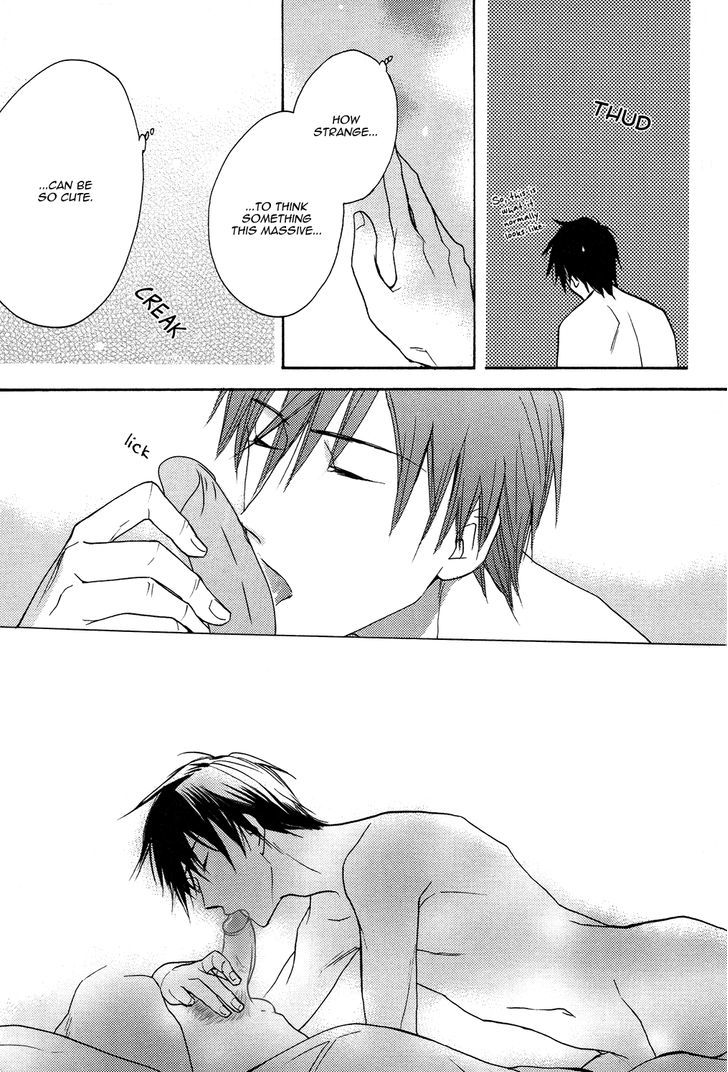 THUD
So, this is
what it
normally
looks like.
HOW
STRANGE...
...TO THINK
SOMETHING
THIS MASSIVE...
...CAN BE
SO CUTE.
CREAK
lick